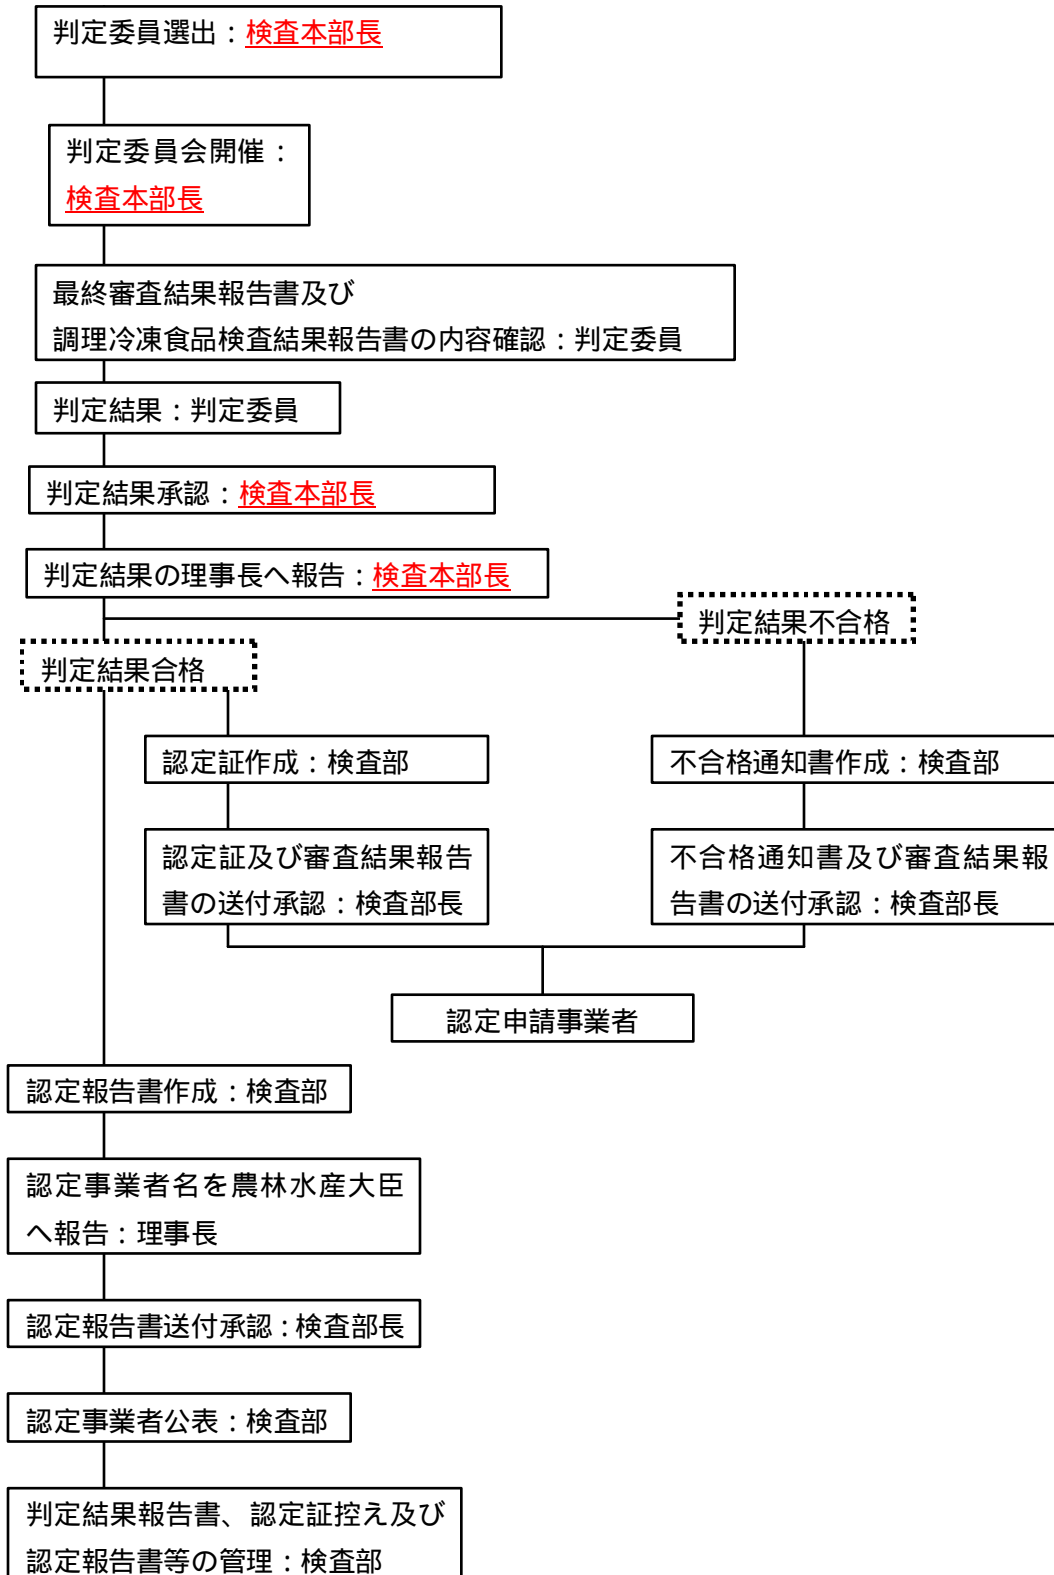 判定委員選出：検査本部長
判定委員会開催：
検査本部長
最終審査結果報告書及び
調理冷凍食品検査結果報告書の内容確認：判定委員
判定結果：判定委員
判定結果承認：検査本部長
判定結果の理事長へ報告：検査本部長
判定結果不合格
判定結果合格
認定証作成：検査部
不合格通知書作成：検査部
認定証及び審査結果報告
書の送付承認：検査部長
不合格通知書及び審査結果報
告書の送付承認：検査部長
認定申請事業者
認定報告書作成：検査部
認定事業者名を農林水産大臣
へ報告：理事長
認定報告書送付承認：検査部長
認定事業者公表：検査部
判定結果報告書、認定証控え及び
認定報告書等の管理：検査部